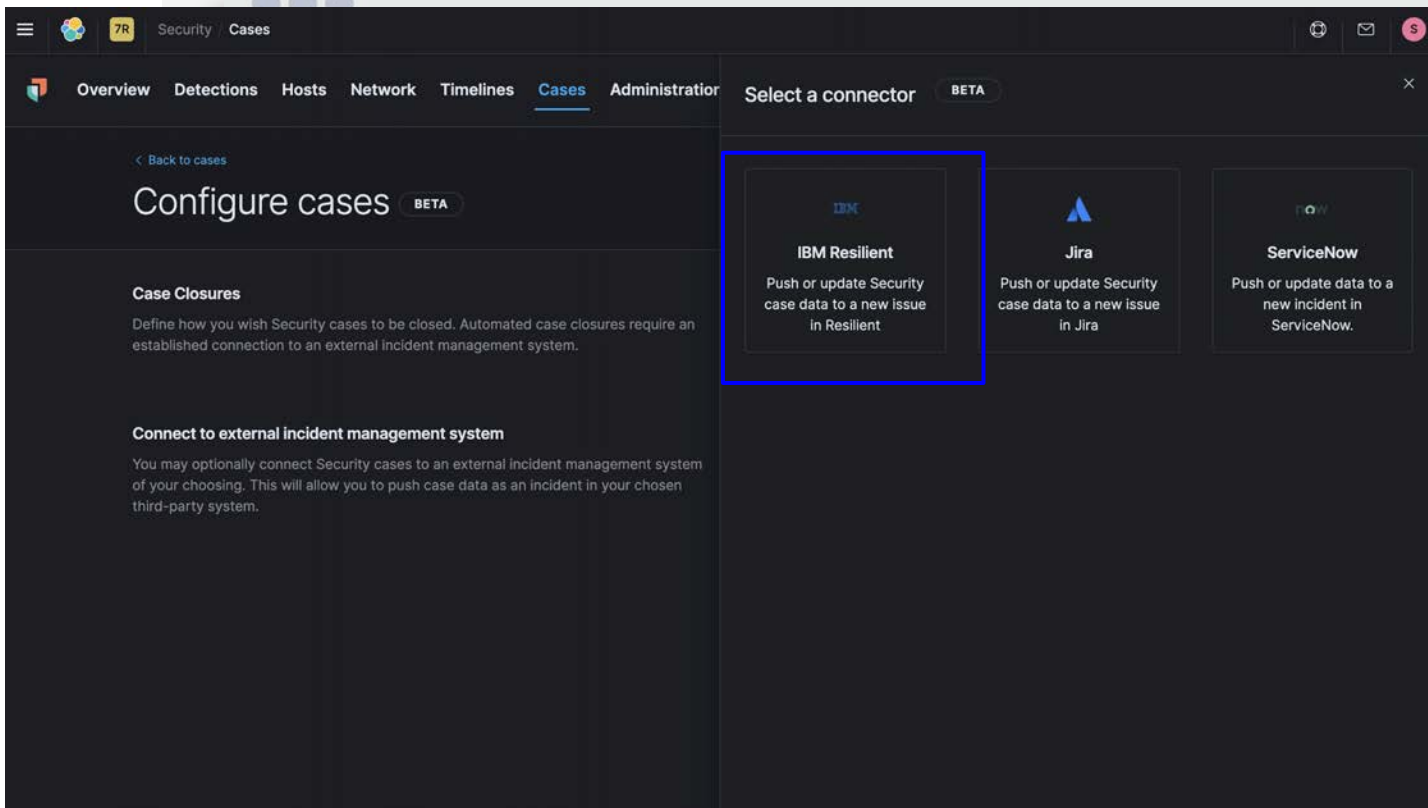 7R Security / Cases S
Overview Detections Hosts Network Timelines Cases Administration
Select a connector BETA
Back to cases
Configure cases BETA
Case Closures
Define how you wish Security cases to be closed. Automated case closures require an
established connection to an external incident management system.
Connect to external incident management system
You may optionally connect Security cases to an external incident management system
of your choosing. This will allow you to push case data as an incident in your chosen
third-party system.
IBM
IBM Resilient
Push or update Security
case data to a new issue
in Resilient
Jira
Push or update Security
case data to a new issue
in Jira
now
ServiceNow
Push or update data to a
new incident in
ServiceNow.